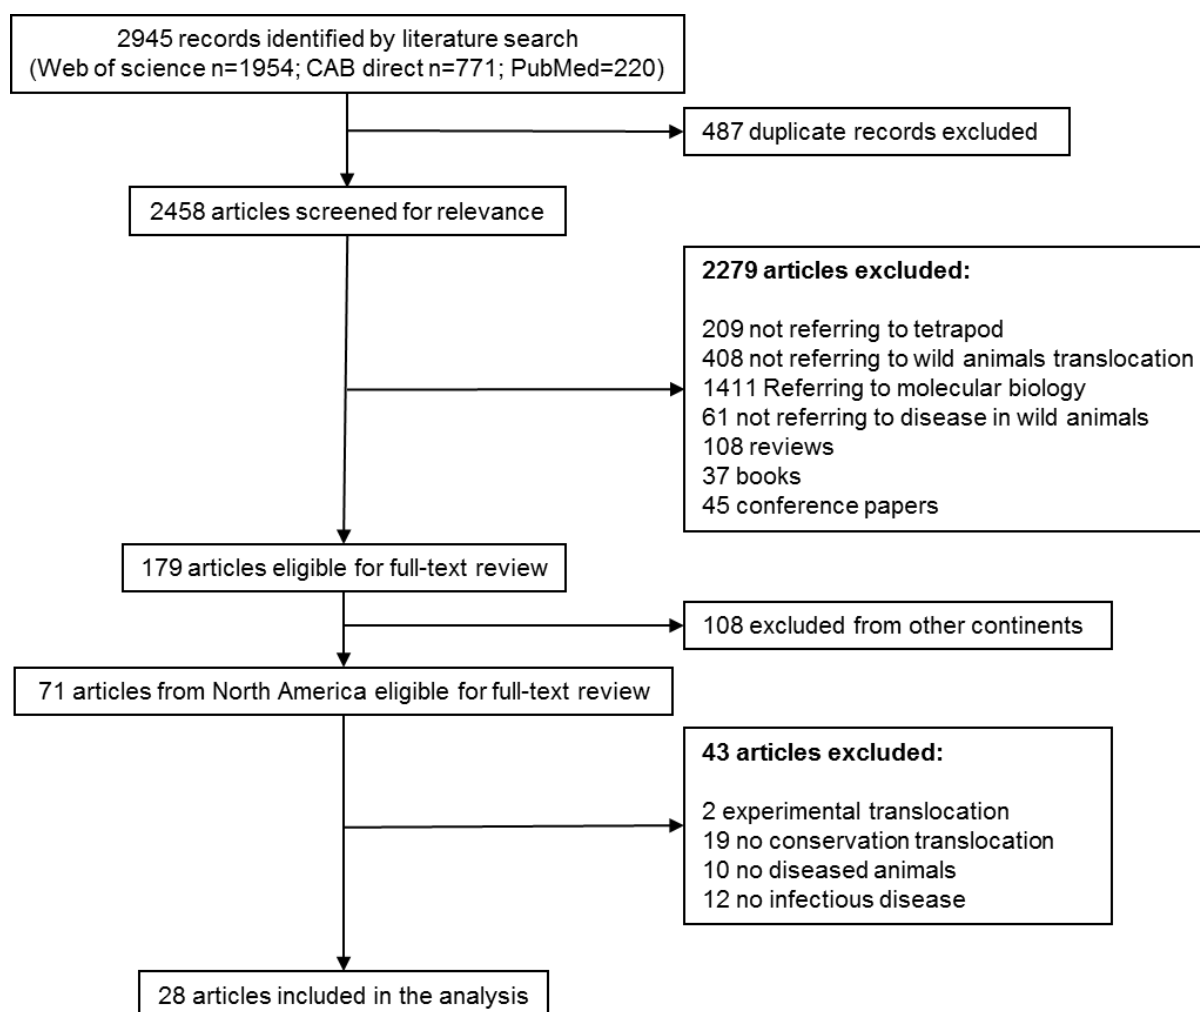 2945 records identified by literature search
(Web of science n=1954; CAB direct n=771; PubMed=220)
487 duplicate records excluded
2458 articles screened for relevance
2279 articles excluded:
209 not referring to tetrapod
408 not referring to wild animals translocation
1411 Referring to molecular biology
61 not referring to disease in wild animals
108 reviews
37 books
45 conference papers
179 articles eligible for full-text review
108 excluded from other continents
71 articles from North America eligible for full-text review
43 articles excluded:
2 experimental translocation
19 no conservation translocation
10 no diseased animals
12 no infectious disease
28 articles included in the analysis